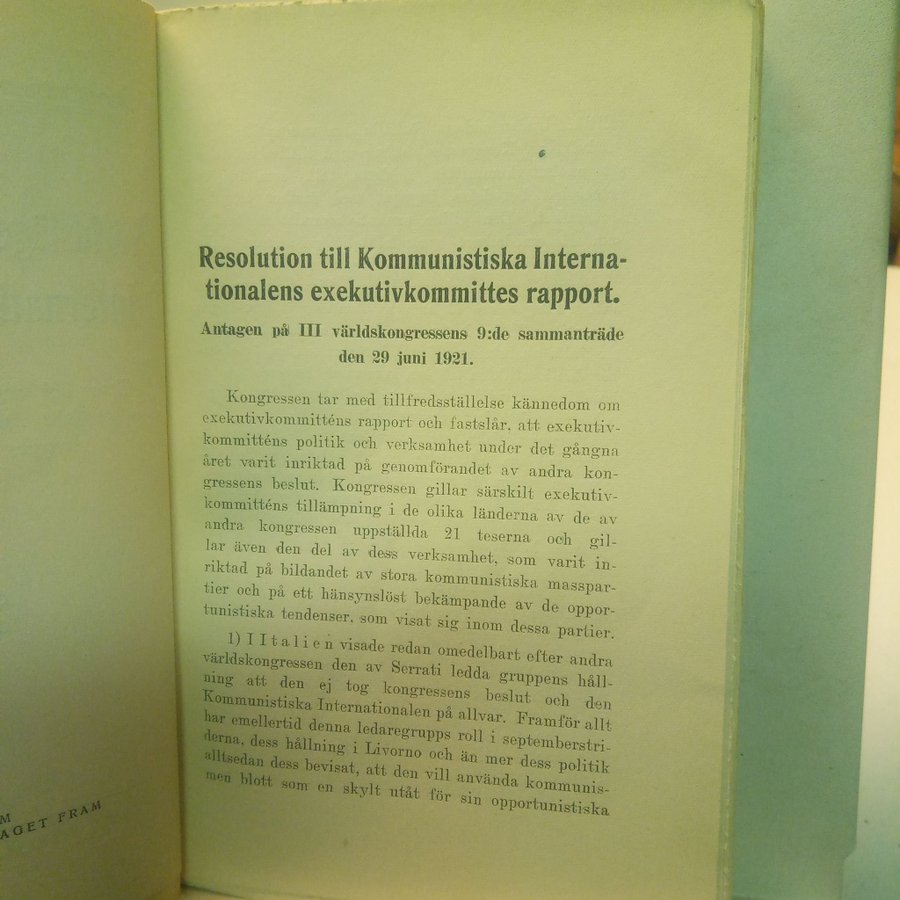 Resolution till Kommunistiska Interna-
tionalens exekutivkommittes rapport.
Antagen på III världskongressens 9:de sammanträde
den 29 juni 1921.
Kongressen tar med tillfredsställelse kännedom om
exekutivkommitténs rapport och fastslår, att exekutiv-
kommitténs politik och verksamhet under det gångna
året varit inriktad på genomförandet av andra kon-
gressens beslut. Kongressen gillar särskilt exekutiv-
kommitténs tillämpning i de olika länderna av de av
andra kongressen uppställda 21 teserna och gil-
lar även den del av dess verksamhet, som varit in-
riktad på bildandet av stora kommunistiska masspar-
tier och på ett hänsynslöst bekämpande av de oppor-
tunistiska tendenser, som visat sig inom dessa partier.
1) I Italien visade redan omedelbart efter andra
världskongressen den av Serrati ledda gruppens håll-
ning att den ej tog kongressens beslut och den
Kommunistiska Internationalen på allvar. Framför allt
har emellertid denna ledaregrupps roll i septemberstri-
derna, dess hållning i Livorno och än mer dess politik
alltsedan dess bevisat, att den vill använda kommunis-
men blott som en skylt utåt för sin opportunistiska
M
AGET FRAM